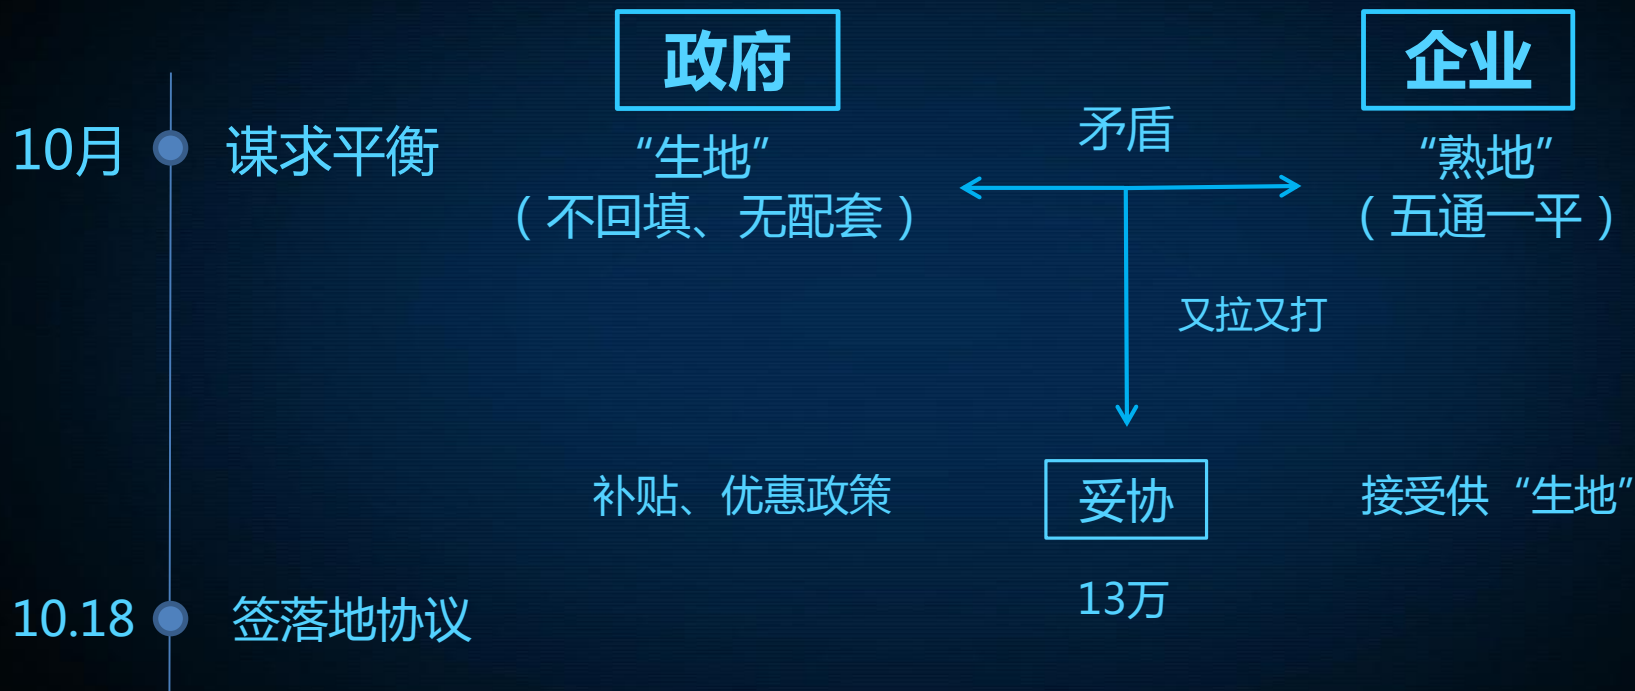 政府
企业
10月
谋求平衡
“生地”
（不回填、无配套）
矛盾
“熟地”
（五通一平）
又拉又打
补贴、优惠政策
妥协
接受供“生地”
13万
10.18
签落地协议